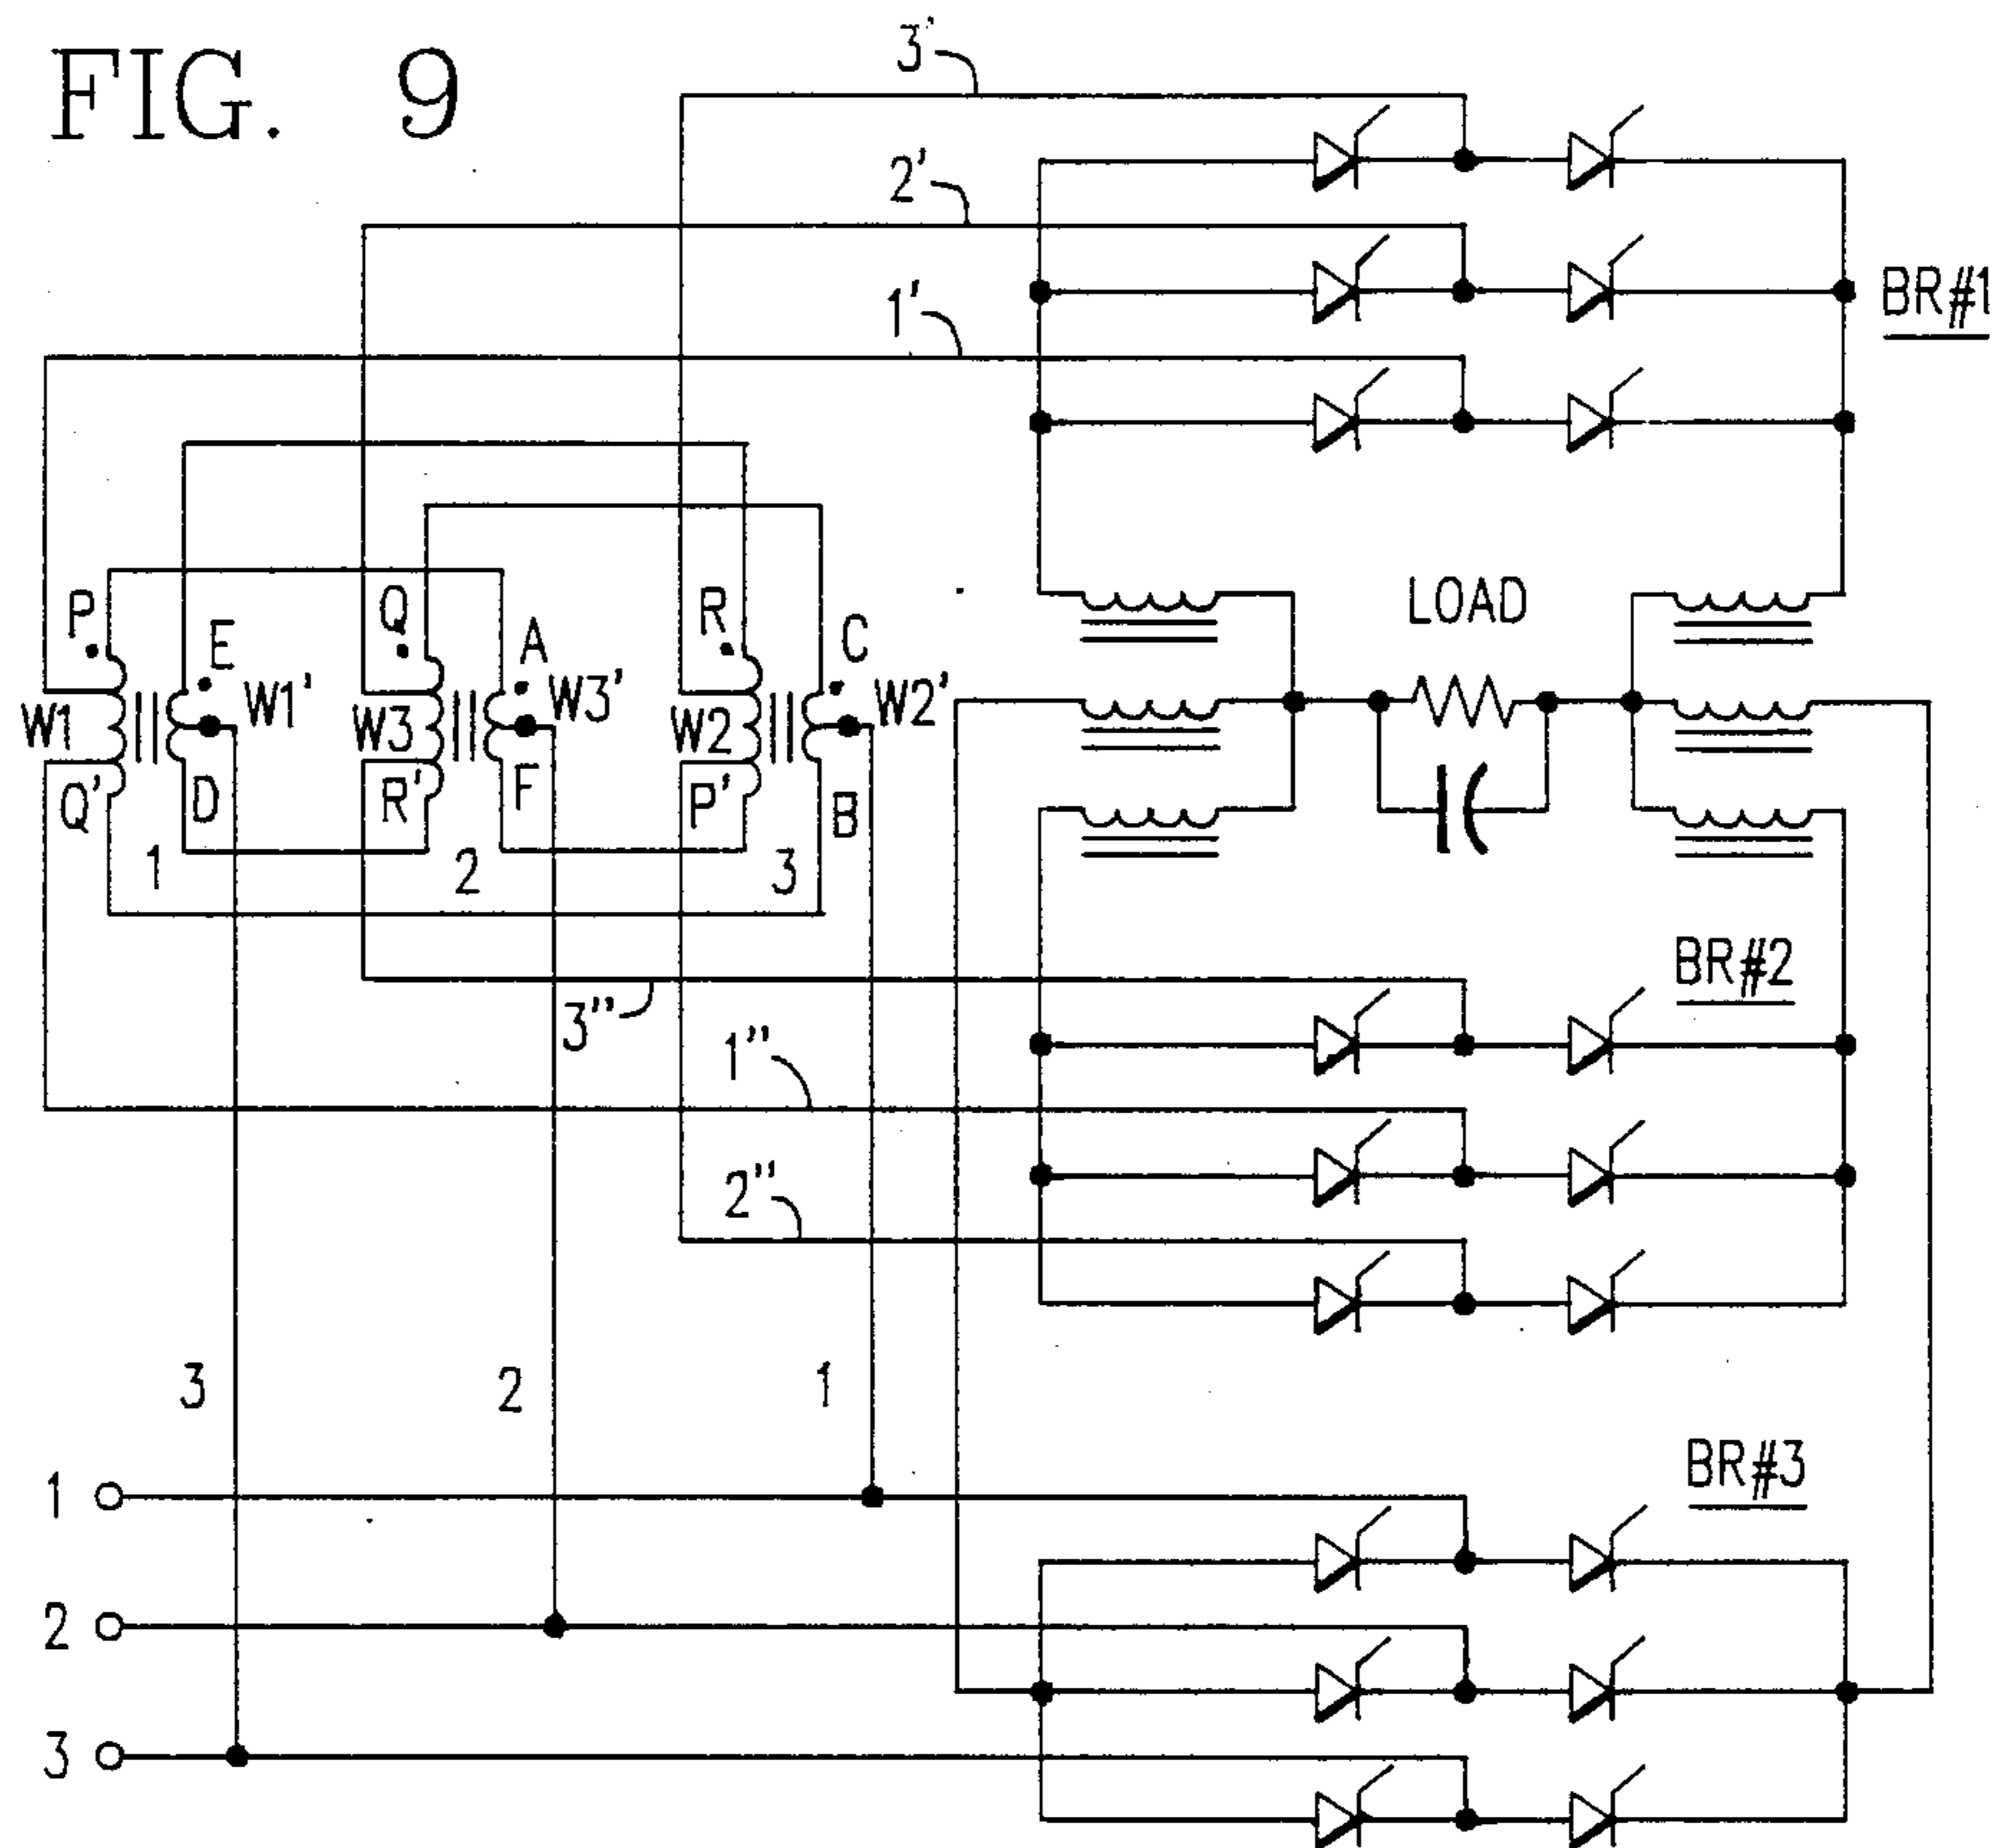 FIG. 9
3'
2'
1'
BR#1
P
E
W1'
W1
Q'
D
1
Q
A
W3'
W3
R'
F
2
R
C
W2'
W2
P'
B
3
LOAD
BR#2
3"
1"
2"
3
2
1
BR#3
1
2
3